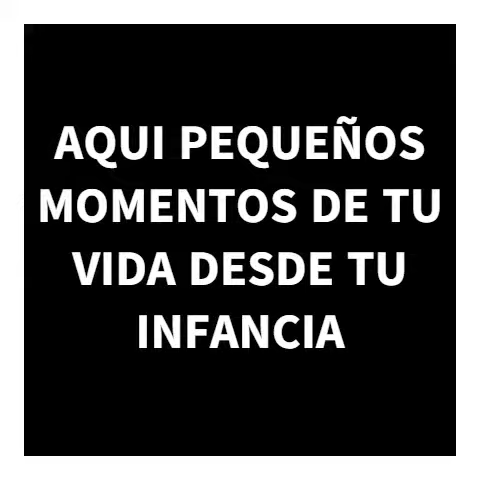 AQUI PEQUEÑOS
MOMENTOS DE TU
VIDA DESDE TU
INFANCIA